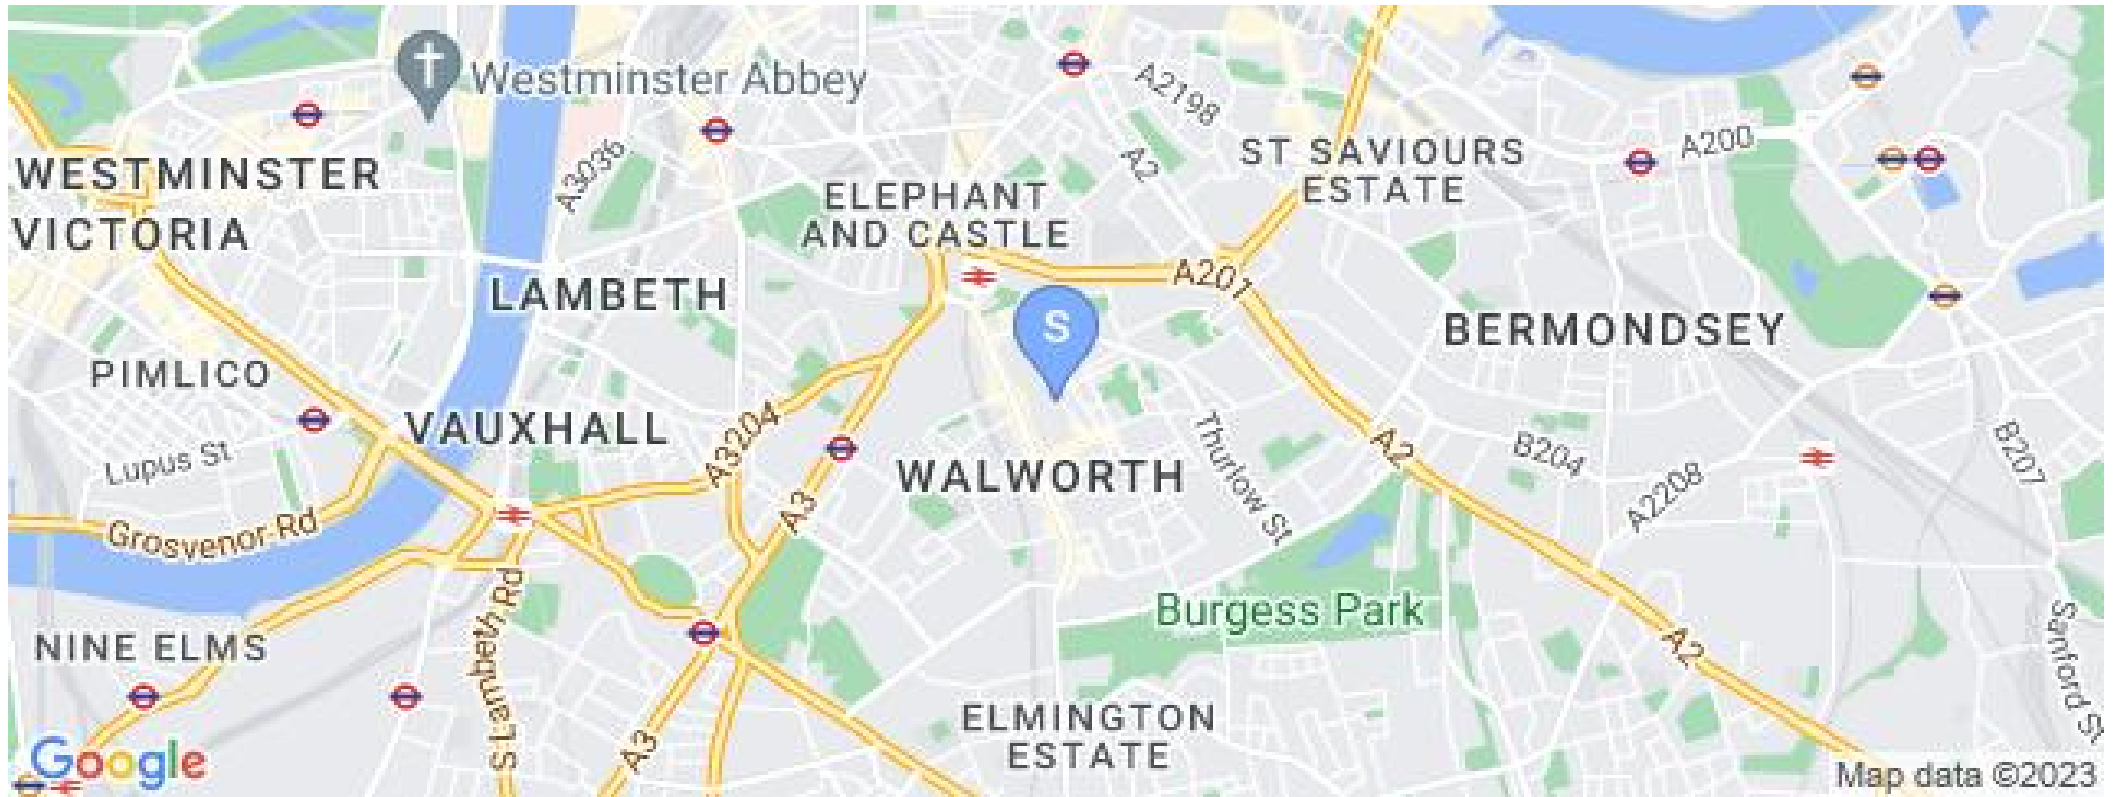 Westminster Abbey
A2198
A3036
A2
A200
ST SAVIOURS
ESTATE
WESTMINSTER
VICTORIA
ELEPHANT
AND CASTLE
A201
LAMBETH
S
BERMONDSEY
PIMLICO
VAUXHALL
Lupus St
A3204
WALWORTH
Thurlow St
A2
B204
A2208
B207
Grosvenor Rd
A3
Burgess Park
NINE ELMS
S Lambeth Rd
A2
Sanford St
ELMINGTON
ESTATE
A3
Google
Map data ©2023